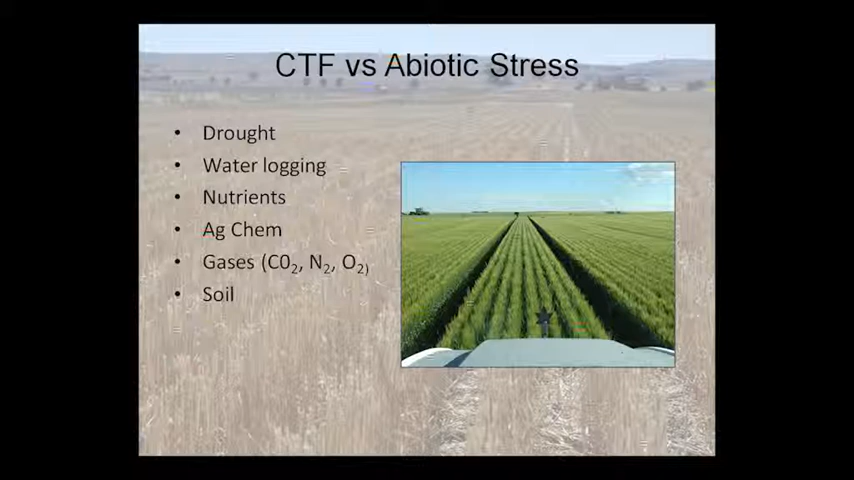 CTF vs Abiotic Stress
• Drought
• Water logging
• Nutrients
• Ag Chem
• Gases (C0₂, N₂, O₂)
• Soil